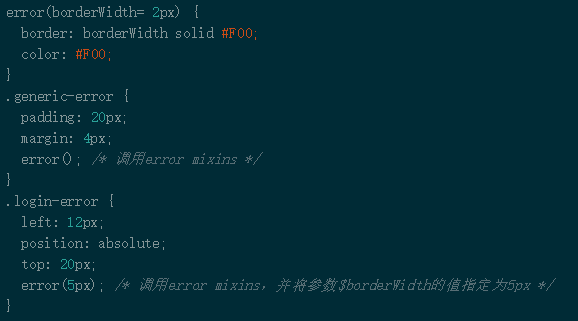 error(borderWidth= 2px) {
  border: borderWidth solid #F00;
  color: #F00;
}
.generic-error {
  padding: 20px;
  margin: 4px;
  error(); /* 调用error mixins */
}
.login-error {
  left: 12px;
  position: absolute;
  top: 20px;
  error(5px); /* 调用error mixins，并将参数$borderWidth的值指定为5px */
}